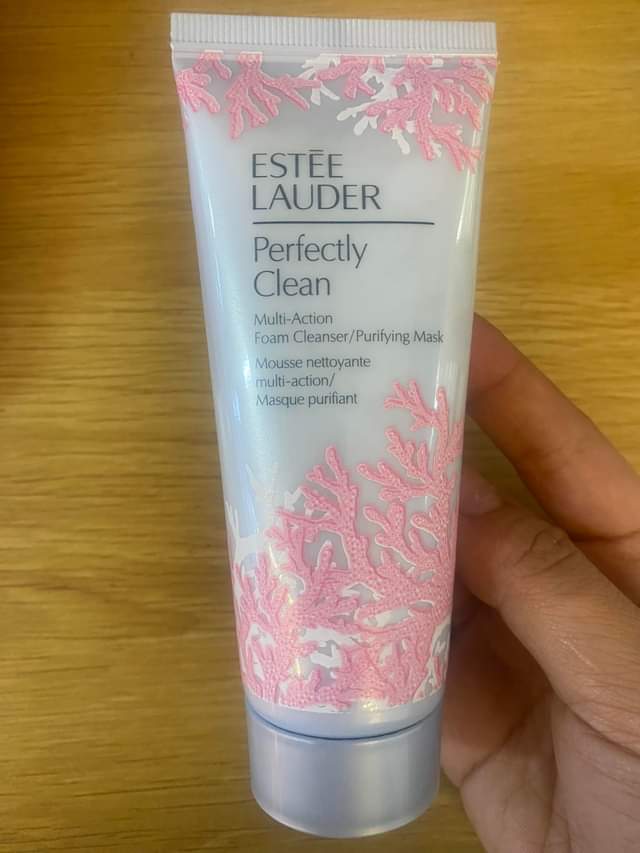 ESTĒE
LAUDER
Perfectly
Clean
Multi-Action
Foam Cleanser/Purifying Mask
Mousse nettoyante
multi-action/
Masque purifiant